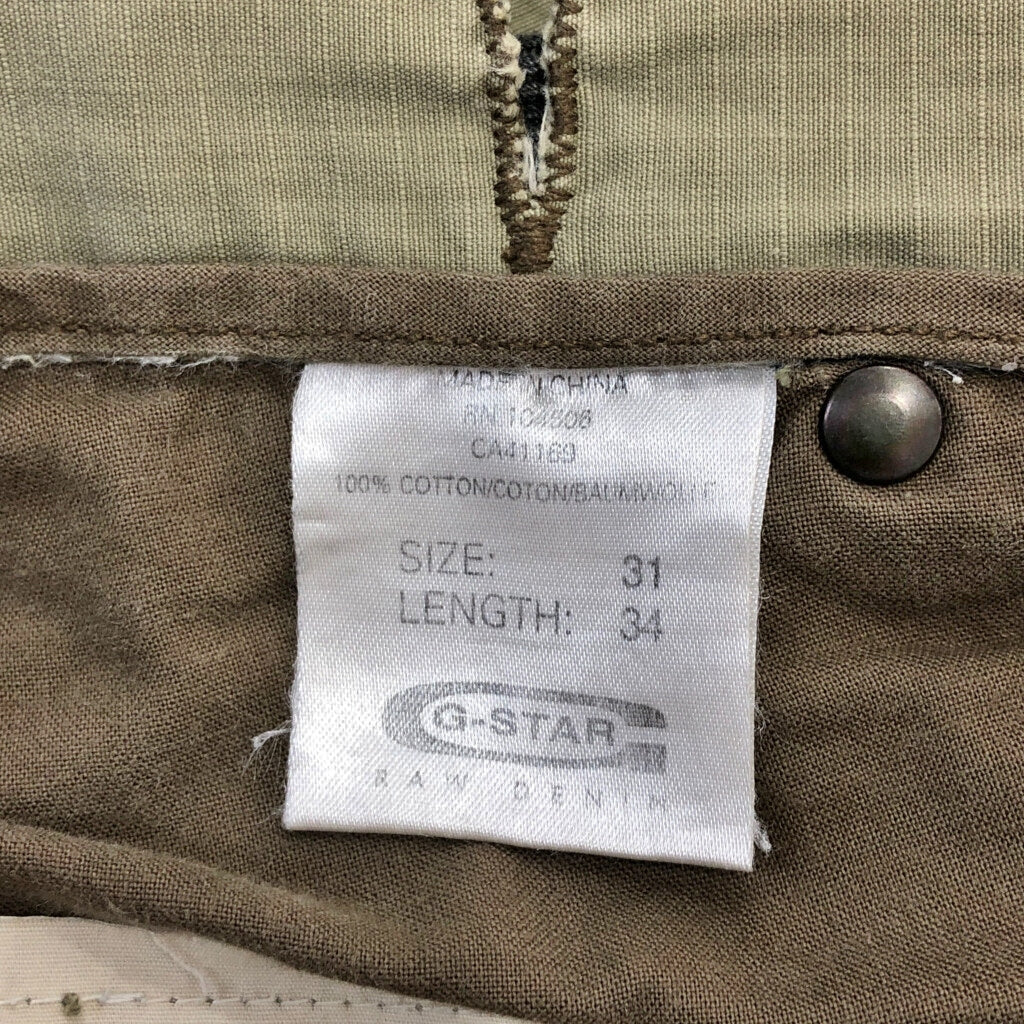 MADE IN CHINA
RN 104506
CA41169
100% COTTON/COTON/BAUMWOLLE
SIZE: 31
LENGTH: 34
G-STAR
RAW DENIM